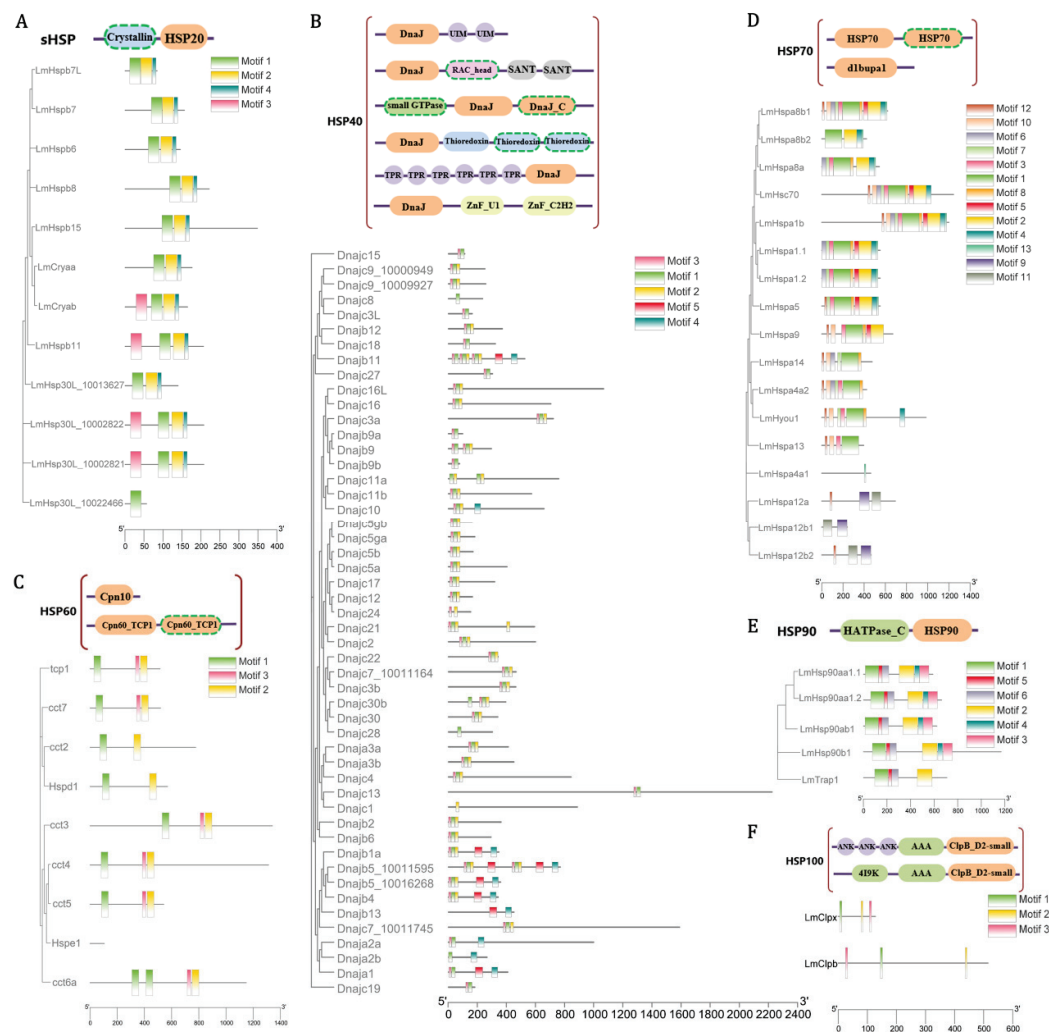 A
sHSP
Crystallin
HSP20
Motif 1
Motif 2
Motif 4
Motif 3
LmHspb7L
LmHspb7
LmHspb6
LmHspb8
LmHspb15
LmCryaa
LmCryab
LmHspb11
LmHsp30L_10013627
LmHsp30L_10002822
LmHsp30L_10002821
LmHsp30L_10022466
5' 3'
0 50 100 150 200 250 300 350 400
B
HSP40
DnaJ UIM UIM
DnaJ RAC_head SANT SANT
small GTPase DnaJ DnaJ_C
DnaJ Thioredoxin Thioredoxin Thioredoxin
TPR TPR TPR TPR TPR TPR DnaJ
DnaJ ZnF_U1 ZnF_C2H2
Motif 3
Motif 1
Motif 2
Motif 5
Motif 4
Dnajc15
Dnajc9_10000949
Dnajc9_10009927
Dnajc8
Dnajc3L
Dnajb12
Dnajc18
Dnajb11
Dnajc27
Dnajc16L
Dnajc16
Dnajc3a
Dnajb9a
Dnajb9
Dnajb9b
Dnajc11a
Dnajc11b
Dnajc10
Dnajc5gb
Dnajc5ga
Dnajc5b
Dnajc5a
Dnajc17
Dnajc12
Dnajc24
Dnajc21
Dnajc2
Dnajc22
Dnajc7_10011164
Dnajc3b
Dnajc30b
Dnajc30
Dnajc28
Dnaja3a
Dnaja3b
Dnajc4
Dnajc13
Dnajc1
Dnajb2
Dnajb6
Dnajb1a
Dnajb5_10011595
Dnajb5_10016268
Dnajb4
Dnajb13
Dnajc7_10011745
Dnaja2a
Dnaja2b
Dnaja1
Dnajc19
5' 3'
0 200 400 600 800 1000 1200 1400 1600 1800 2000 2200 2400
C
HSP60
Cpn10
Cpn60_TCP1 Cpn60_TCP1
Motif 1
Motif 3
Motif 2
tcp1
cct7
cct2
Hspd1
cct3
cct4
cct5
Hspe1
cct6a
5' 3'
0 200 400 600 800 1000 1200 1400
D
HSP70
HSP70 HSP70
d1bupa1
Motif 12
Motif 10
Motif 6
Motif 7
Motif 3
Motif 1
Motif 8
Motif 5
Motif 2
Motif 4
Motif 13
Motif 9
Motif 11
LmHspa8b1
LmHspa8b2
LmHspa8a
LmHsc70
LmHspa1b
LmHspa1.1
LmHspa1.2
LmHspa5
LmHspa9
LmHspa14
LmHspa4a2
LmHyou1
LmHspa13
LmHspa4a1
LmHspa12a
LmHspa12b1
LmHspa12b2
5' 3'
0 200 400 600 800 1000 1200 1400
E
HSP90
HATPase_C HSP90
Motif 1
Motif 5
Motif 6
Motif 2
Motif 4
Motif 3
LmHsp90aa1.1
LmHsp90aa1.2
LmHsp90ab1
LmHsp90b1
LmTrap1
5' 3'
0 200 400 600 800 1000 1200
F
HSP100
ANK ANK ANK AAA ClpB_D2-small
4I9K AAA ClpB_D2-small
Motif 1
Motif 2
Motif 3
LmClpx
LmClpb
5' 3'
0 100 200 300 400 500 600